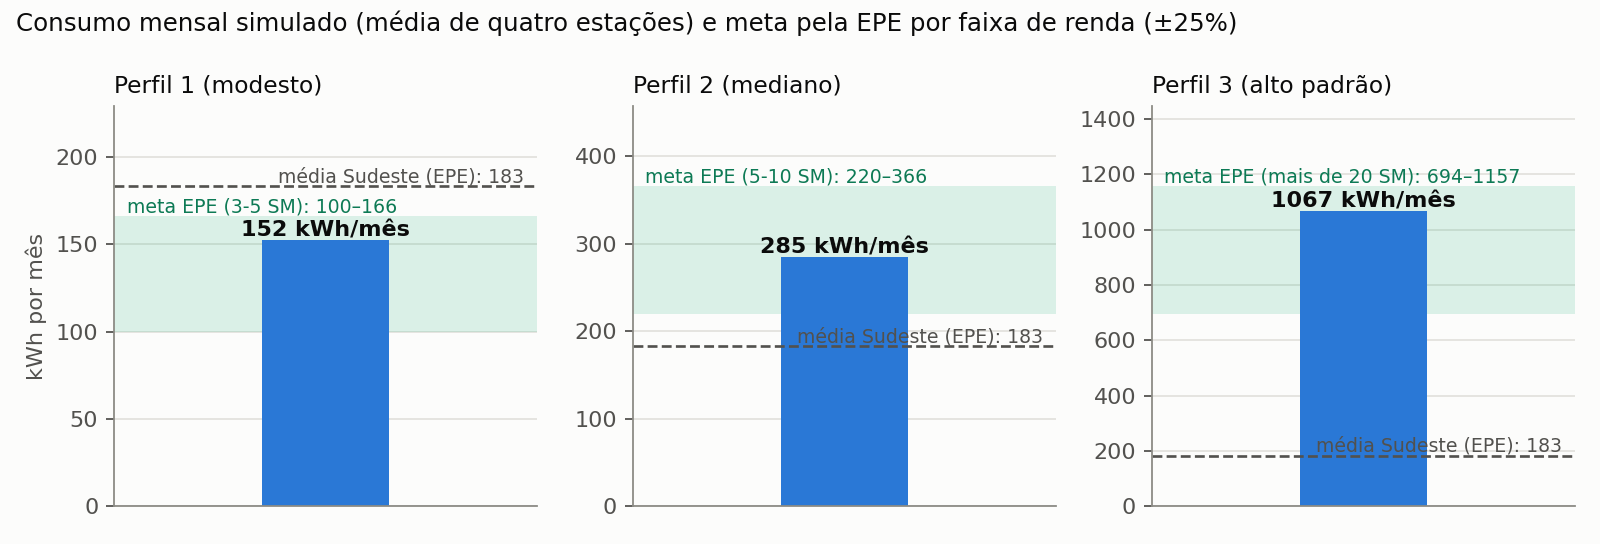 Consumo mensal simulado (média de quatro estações) e meta pela EPE por faixa de renda (±25%)
Perfil 1 (modesto)
kWh por mês
200
150
100
50
0
média Sudeste (EPE): 183
meta EPE (3-5 SM): 100–166
152 kWh/mês
Perfil 2 (mediano)
400
300
200
100
0
meta EPE (5-10 SM): 220–366
285 kWh/mês
média Sudeste (EPE): 183
Perfil 3 (alto padrão)
1400
1200
1000
800
600
400
200
0
meta EPE (mais de 20 SM): 694–1157
1067 kWh/mês
média Sudeste (EPE): 183